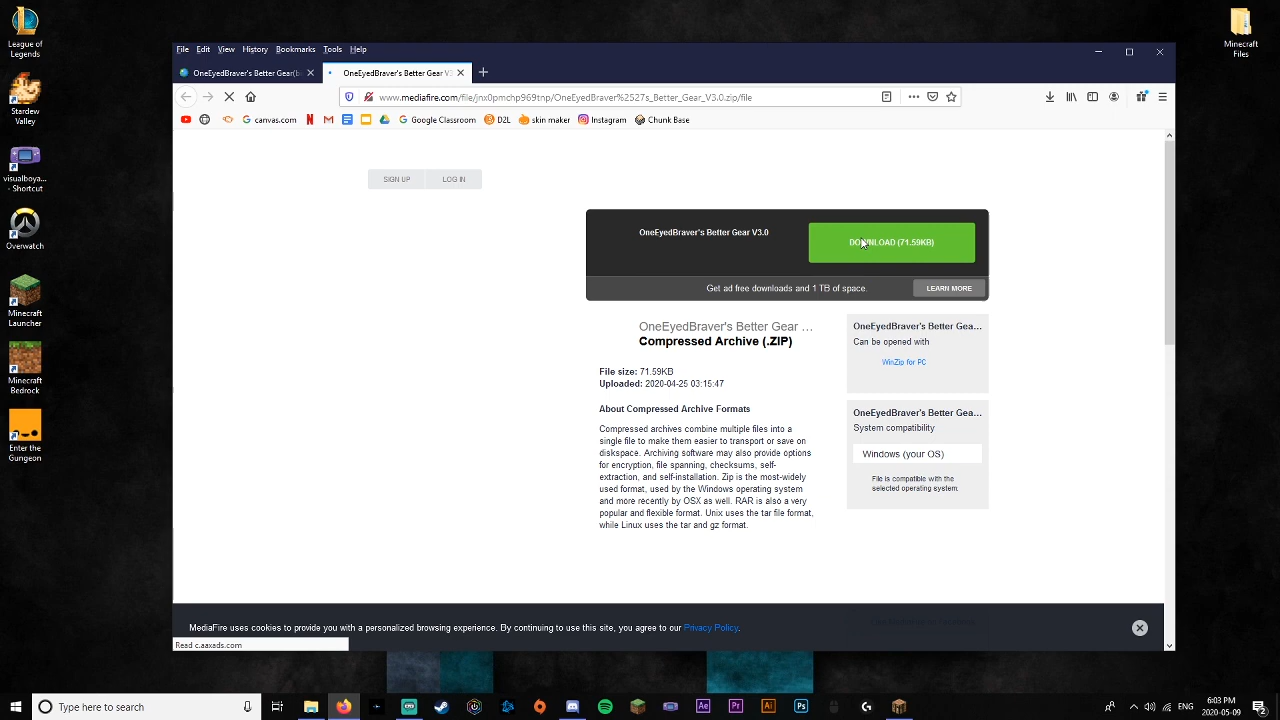 League of
Legends
Stardew
Valley
visualboya...
- Shortcut
Overwatch
Minecraft
Launcher
Minecraft
Bedrock
Enter the
Gungeon
Minecraft
Files
File Edit View History Bookmarks Tools Help
OneEyedBraver's Better Gear(b
OneEyedBraver's Better Gear V3
www.mediafire.com/file/jnx0pmchp969tnp/OneEyedBraver%2527s_Better_Gear_V3.0.zip/file
canvas.com Google Classroom D2L skin maker Instagram Chunk Base
SIGN UP LOG IN
OneEyedBraver's Better Gear V3.0
DOWNLOAD (71.59KB)
Get ad free downloads and 1 TB of space.
LEARN MORE
OneEyedBraver's Better Gear ...
Compressed Archive (.ZIP)
File size: 71.59KB
Uploaded: 2020-04-25 03:15:47
About Compressed Archive Formats
Compressed archives combine multiple files into a
single file to make them easier to transport or save on
diskspace. Archiving software may also provide options
for encryption, file spanning, checksums, self-
extraction, and self-installation. Zip is the most-widely
used format, used by the Windows operating system
and more recently by OSX as well. RAR is also a very
popular and flexible format. Unix uses the tar file format,
while Linux uses the tar and gz format.
OneEyedBraver's Better Gea...
Can be opened with
WinZip for PC
OneEyedBraver's Better Gea...
System compatibility
Windows (your OS)
File is compatible with the
selected operating system.
MediaFire uses cookies to provide you with a personalized browsing experience. By continuing to use this site, you agree to our Privacy Policy.
Read c.aaxads.com
Type here to search
Ae Pr Ai Ps
ENG
6:03 PM
2020-05-09